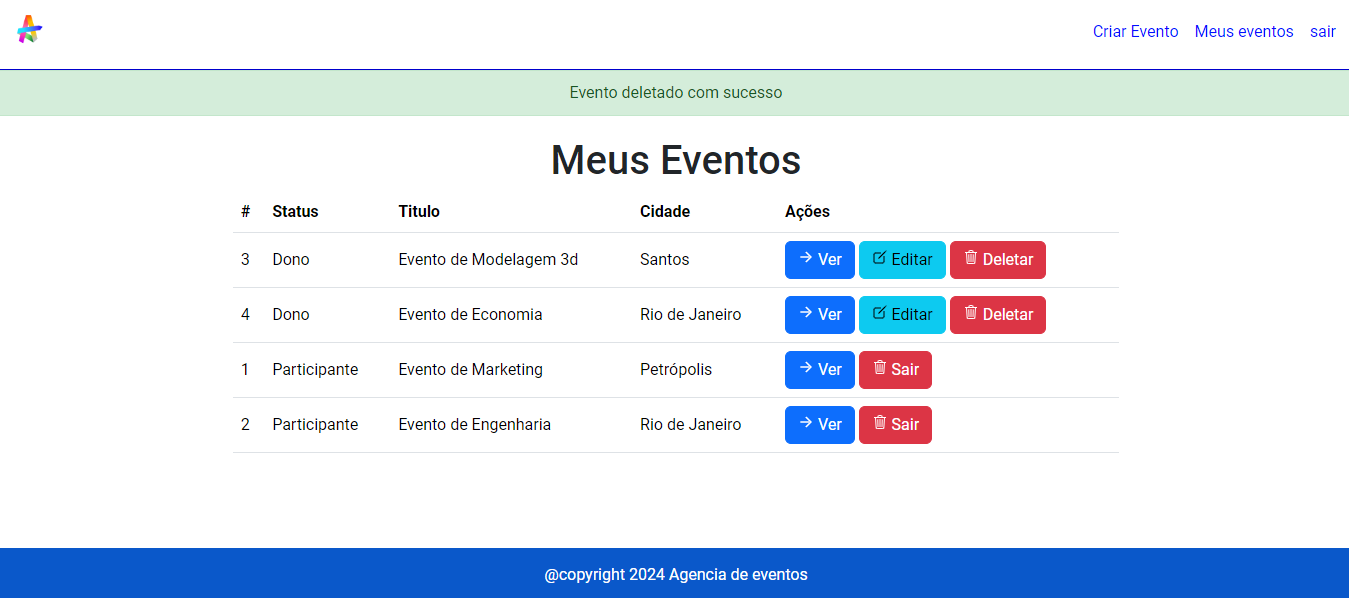 Criar Evento Meus eventos sair
Evento deletado com sucesso
Meus Eventos
# Status Titulo Cidade Ações
3 Dono Evento de Modelagem 3d Santos Ver Editar Deletar
4 Dono Evento de Economia Rio de Janeiro Ver Editar Deletar
1 Participante Evento de Marketing Petrópolis Ver Sair
2 Participante Evento de Engenharia Rio de Janeiro Ver Sair
@copyright 2024 Agencia de eventos